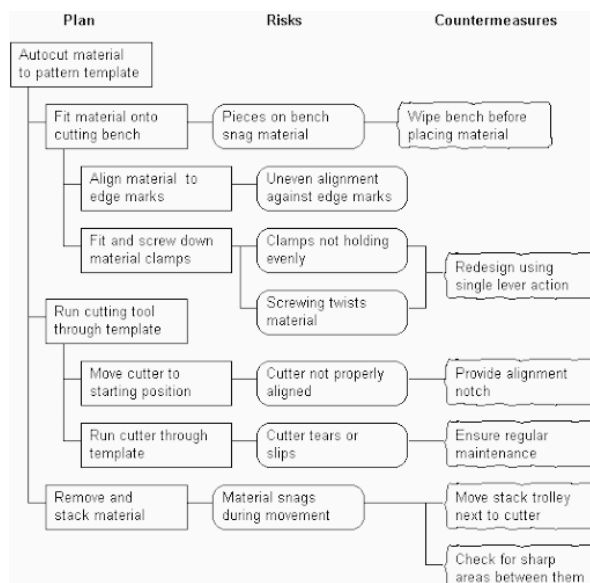 Plan
Risks
Countermeasures
Autocut material
to pattern template
Fit material onto
cutting bench
Pieces on bench
snag material
Wipe bench before
placing material
Align material to
edge marks
Uneven alignment
against edge marks
Fit and screw down
material clamps
Clamps not holding
evenly
Screwing twists
material
Redesign using
single lever action
Run cutting tool
through template
Move cutter to
starting position
Cutter not properly
aligned
Provide alignment
notch
Run cutter through
template
Cutter tears or
slips
Ensure regular
maintenance
Remove and
stack material
Material snags
during movement
Move stack trolley
next to cutter
Check for sharp
areas between them